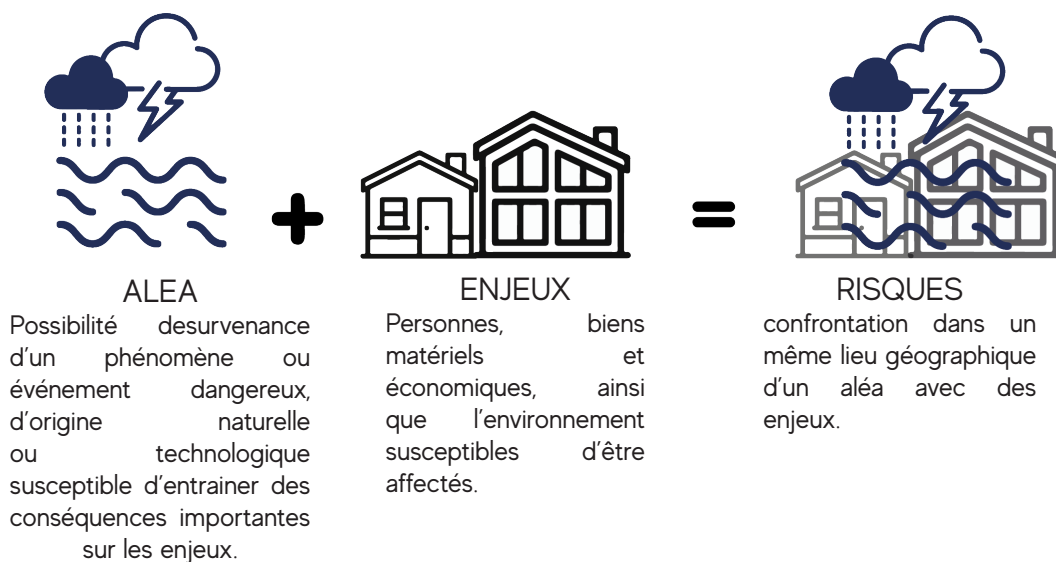 ALEA
Possibilité desurvenance
d'un phénomène ou
événement dangereux,
d'origine naturelle
ou technologique
susceptible d'entrainer des
conséquences importantes
sur les enjeux.
ENJEUX
Personnes, biens
matériels et
économiques, ainsi
que l'environnement
susceptibles d'être
affectés.
RISQUES
confrontation dans un
même lieu géographique
d'un aléa avec des
enjeux.